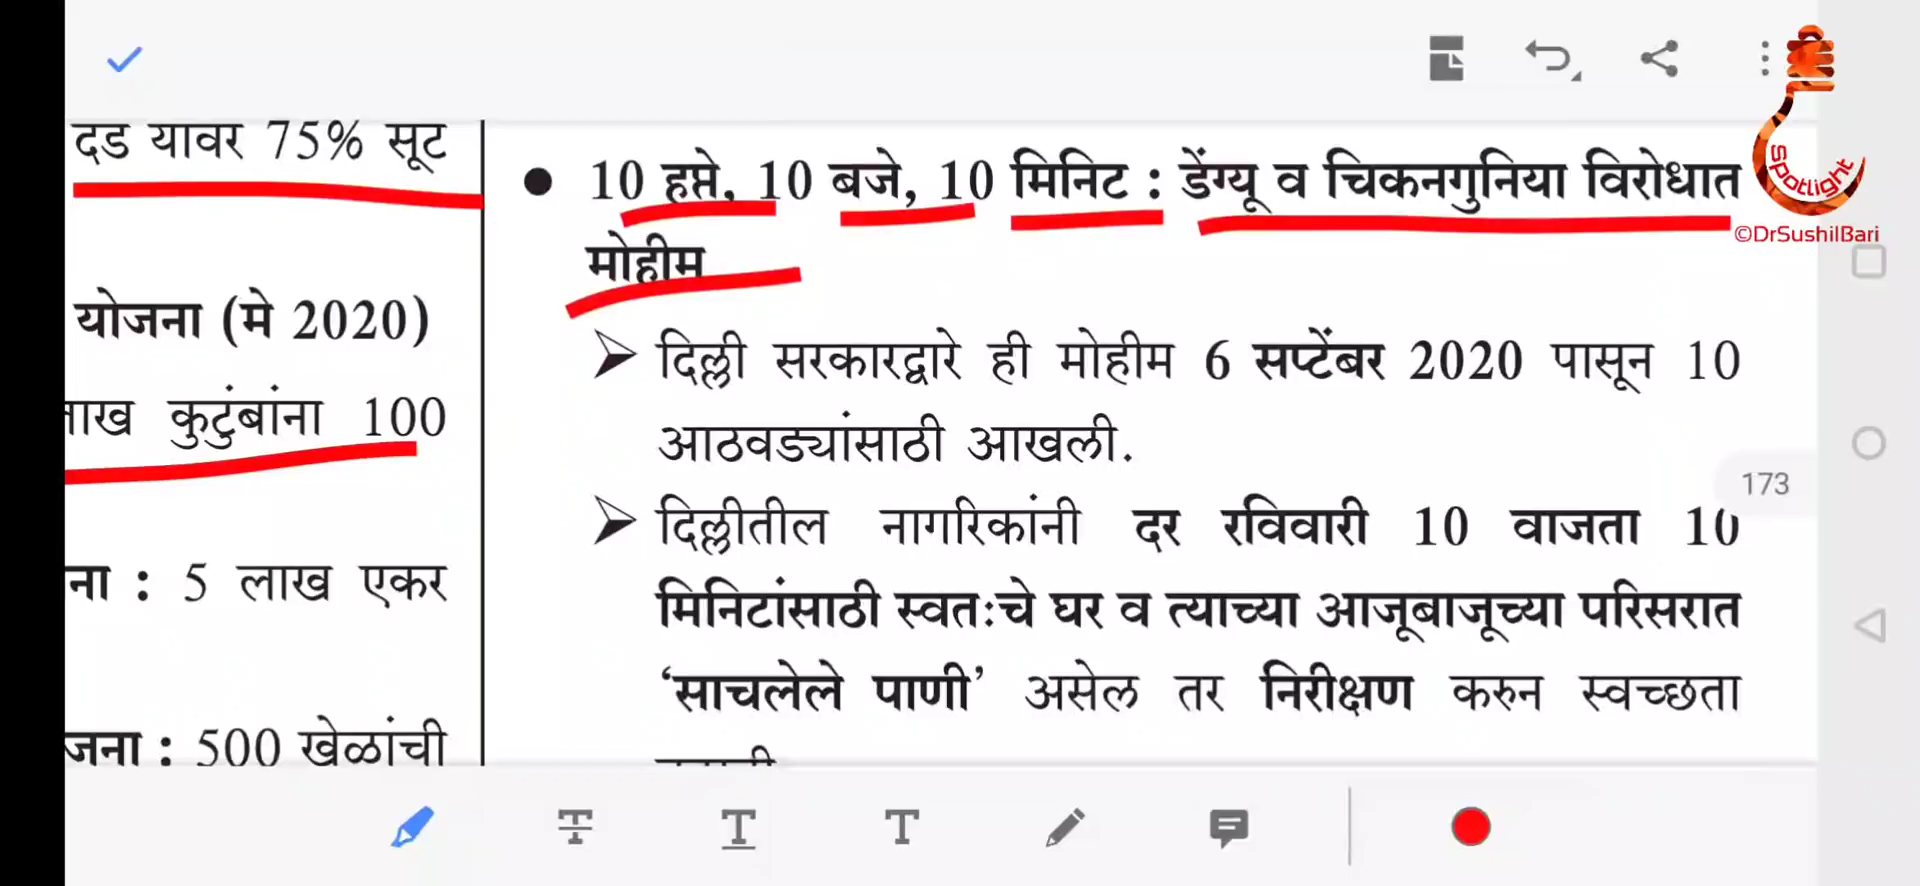 दंड यावर 75% सूट
योजना (मे 2020)
लाख कुटुंबांना 100
ना : 5 लाख एकर
जना : 500 खेळांची
• 10 हप्ते, 10 बजे, 10 मिनिट : डेंग्यू व चिकनगुनिया विरोधात
मोहीम
➢ दिल्ली सरकारद्वारे ही मोहीम 6 सप्टेंबर 2020 पासून 10
आठवड्यांसाठी आखली.
➢ दिल्लीतील नागरिकांनी दर रविवारी 10 वाजता 10
मिनिटांसाठी स्वतःचे घर व त्याच्या आजूबाजूच्या परिसरात
‘साचलेले पाणी’ असेल तर निरीक्षण करुन स्वच्छता
Spotlight
©DrSushilBari
173